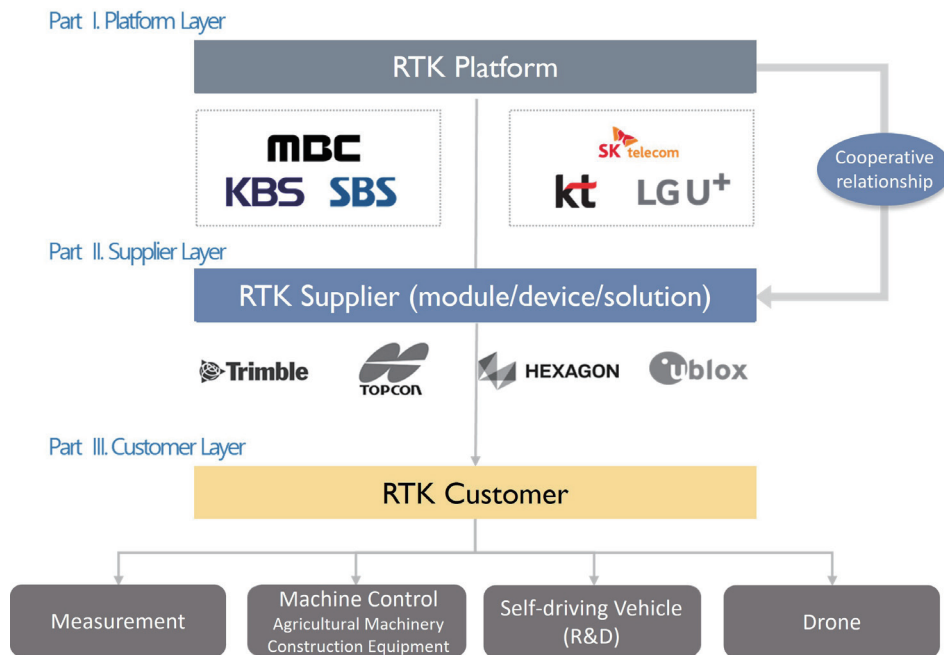 Part I. Platform Layer
RTK Platform
MBC
KBS SBS
SK telecom
kt LG U+
Cooperative
relationship
Part II. Supplier Layer
RTK Supplier (module/device/solution)
Trimble
TOPCON
HEXAGON
ublox
Part III. Customer Layer
RTK Customer
Measurement
Machine Control
Agricultural Machinery
Construction Equipment
Self-driving Vehicle
(R&D)
Drone